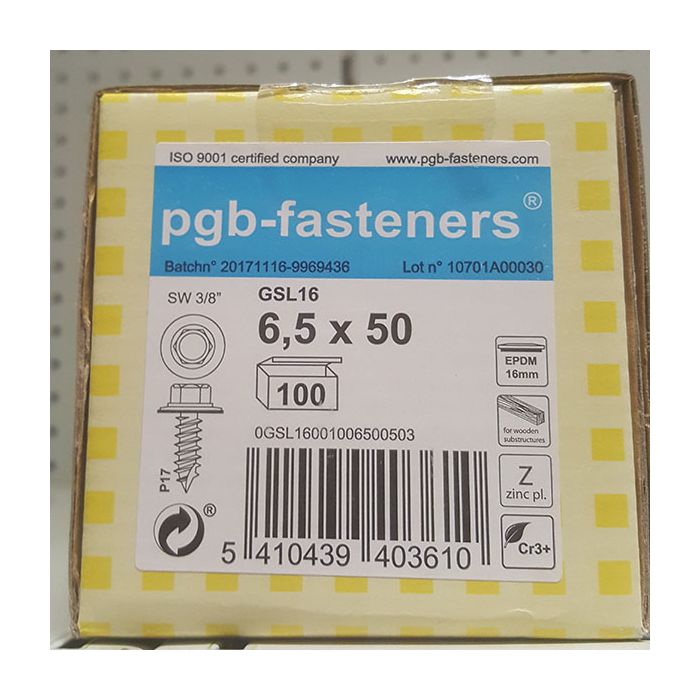 ISO 9001 certified company www.pgb-fasteners.com
pgb-fasteners®
Batchn° 20171116-9969436 Lot n° 10701A00030
SW 3/8" GSL16
6,5 x 50
EPDM
16mm
100
for wooden
substructures
0GSL16001006500503
P17
Z
zinc pl.
®
Cr3+
5 410439 403610